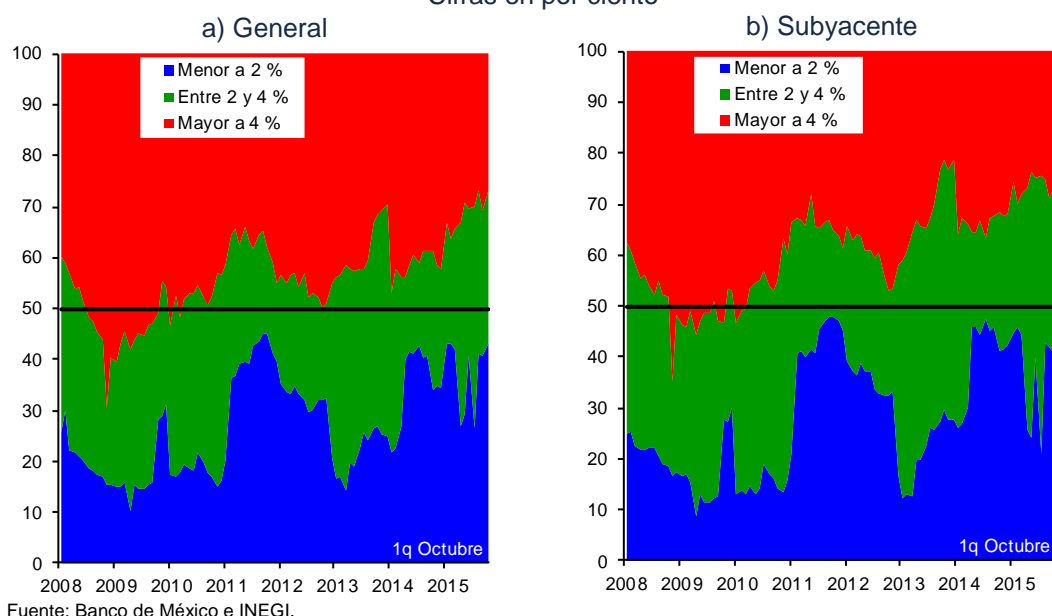 Cifras en por ciento
a) General
100
90
80
70
60
50
40
30
20
10
0
Menor a 2 %
Entre 2 y 4 %
Mayor a 4 %
1q Octubre
2008 2009 2010 2011 2012 2013 2014 2015
b) Subyacente
100
90
80
70
60
50
40
30
20
10
0
Menor a 2 %
Entre 2 y 4 %
Mayor a 4 %
1q Octubre
2008 2009 2010 2011 2012 2013 2014 2015
Fuente: Banco de México e INEGI.